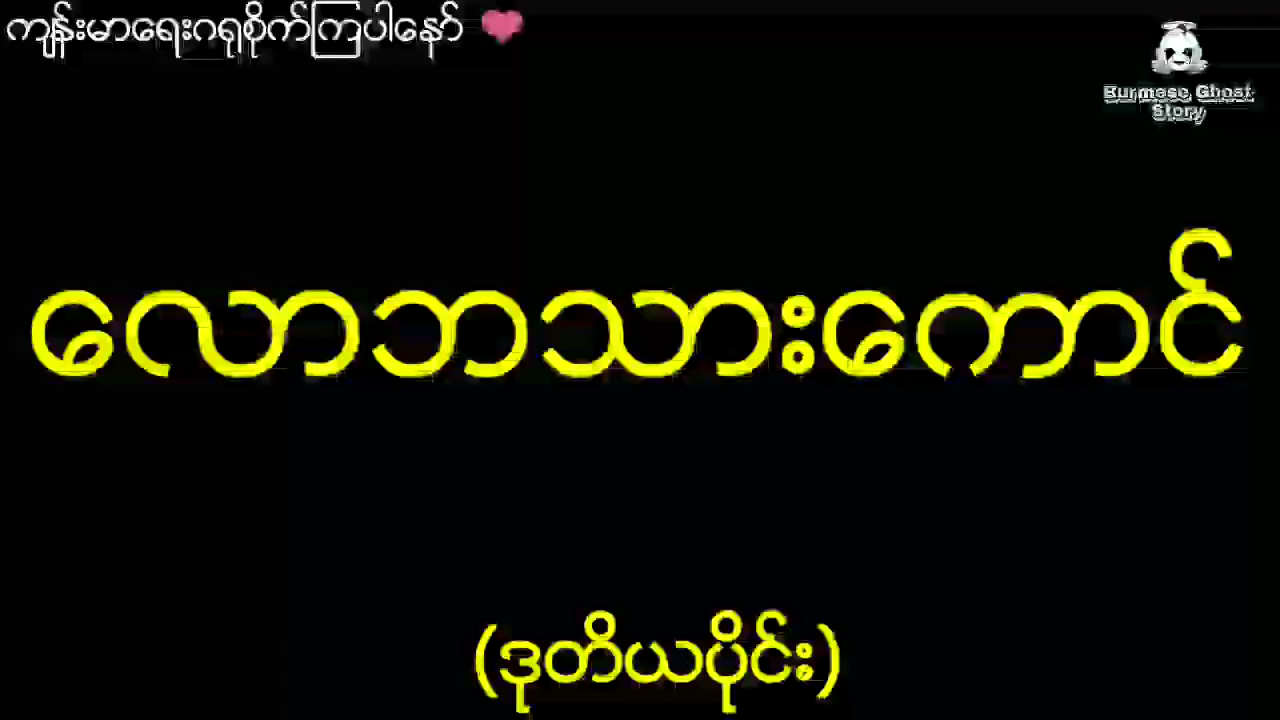 ကျန်းမာရေးဂရုစိုက်ကြပါနော် ❤
Burmese Ghost
Story
လောဘသားကောင်
(ဒုတိယပိုင်း)